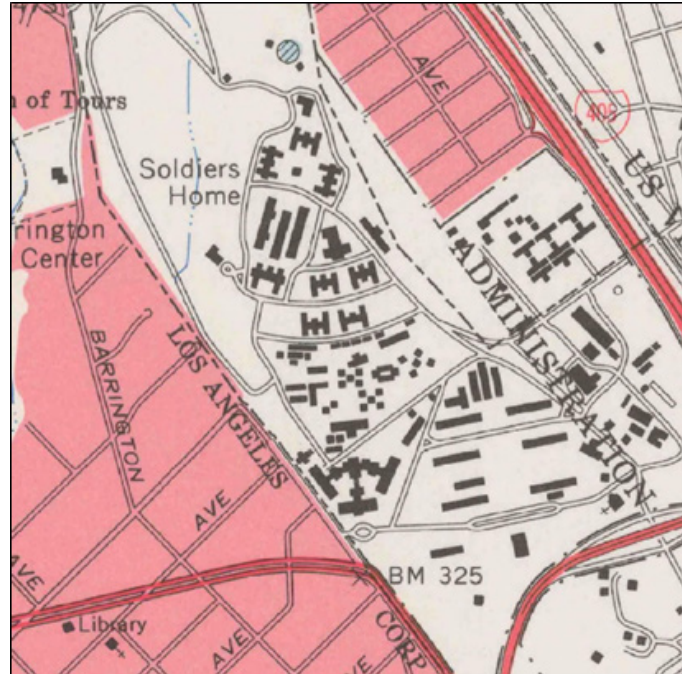 AVE
n of Tours
405
Soldiers
Home
US V
rrington
Center
ADMINISTRATION
BARRINGTON
LOS ANGELES
AVE
AVE
BM 325
Library
AVE
CORP